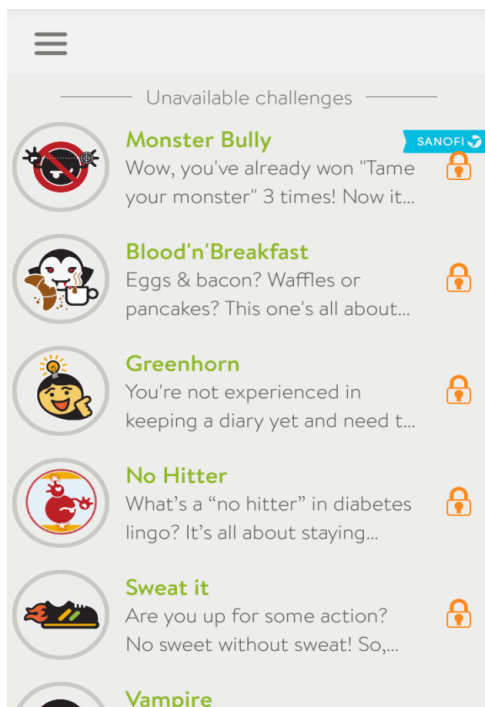 Unavailable challenges
Monster Bully
SANOFI
Wow, you've already won "Tame
your monster" 3 times! Now it...
Blood'n'Breakfast
Eggs & bacon? Waffles or
pancakes? This one's all about...
Greenhorn
You're not experienced in
keeping a diary yet and need t...
No Hitter
What's a “no hitter” in diabetes
lingo? It's all about staying...
Sweat it
Are you up for some action?
No sweet without sweat! So,...
Vampire